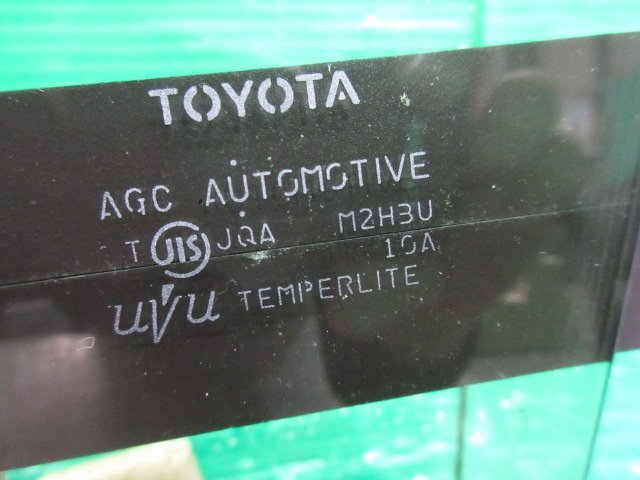 TOYOTA
AGC AUTOMOTIVE
T JIS JQA M2H3U
10A
UVU TEMPERLITE